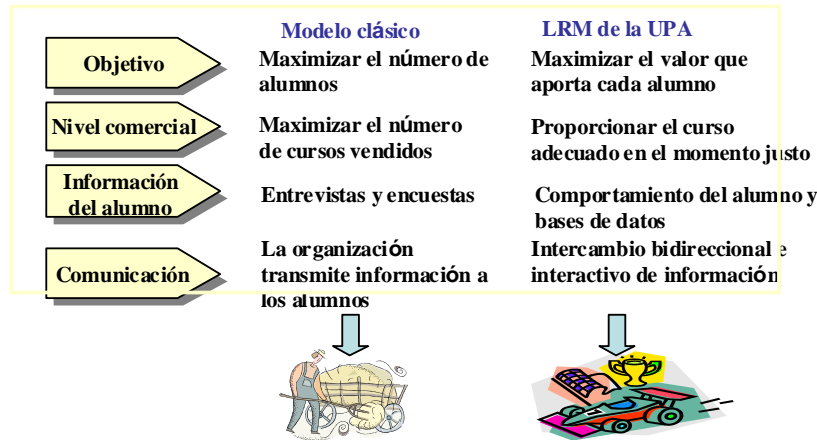 Modelo clásico
LRM de la UPA
Objetivo
Maximizar el número de
alumnos
Maximizar el valor que
aporta cada alumno
Nivel comercial
Maximizar el número
de cursos vendidos
Proporcionar el curso
adecuado en el momento justo
Información
del alumno
Entrevistas y encuestas
Comportamiento del alumno y
bases de datos
Comunicación
La organización
transmite información a
los alumnos
Intercambio bidireccional e
interactivo de información